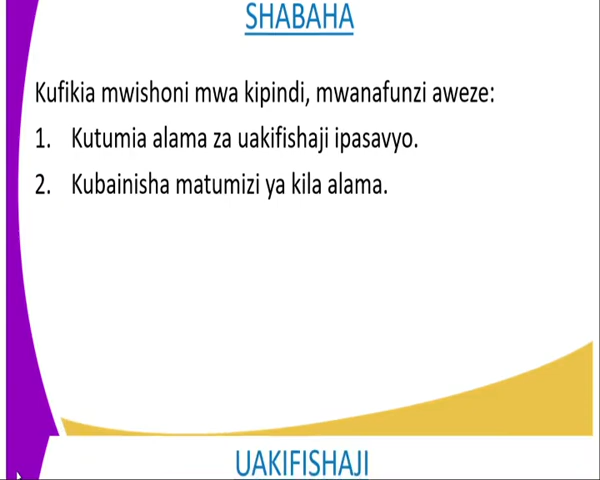 SHABAHA
Kufikia mwishoni mwa kipindi, mwanafunzi aweze:
1. Kutumia alama za uakifishaji ipasavyo.
2. Kubainisha matumizi ya kila alama.
UAKIFISHAJI